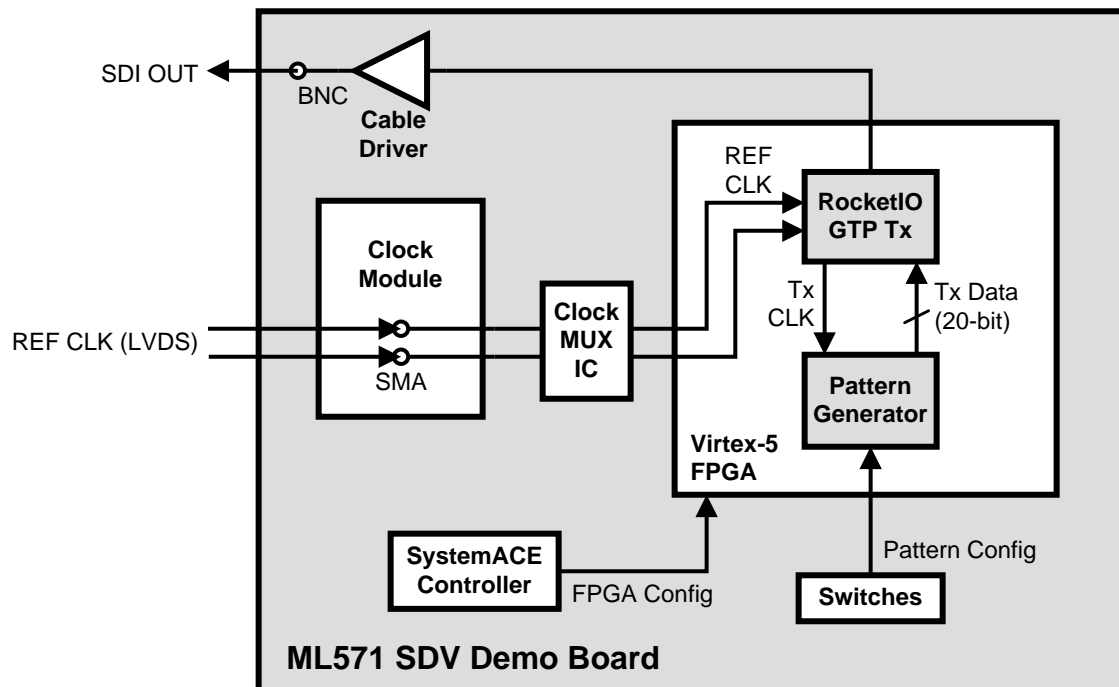 SDI OUT
BNC
Cable
Driver
REF
CLK
RocketIO
GTP Tx
Clock
Module
Clock
MUX
IC
Tx
CLK
Tx Data
(20-bit)
REF CLK (LVDS)
SMA
Pattern
Generator
Virtex-5
FPGA
SystemACE
Controller
FPGA Config
Pattern Config
Switches
ML571 SDV Demo Board